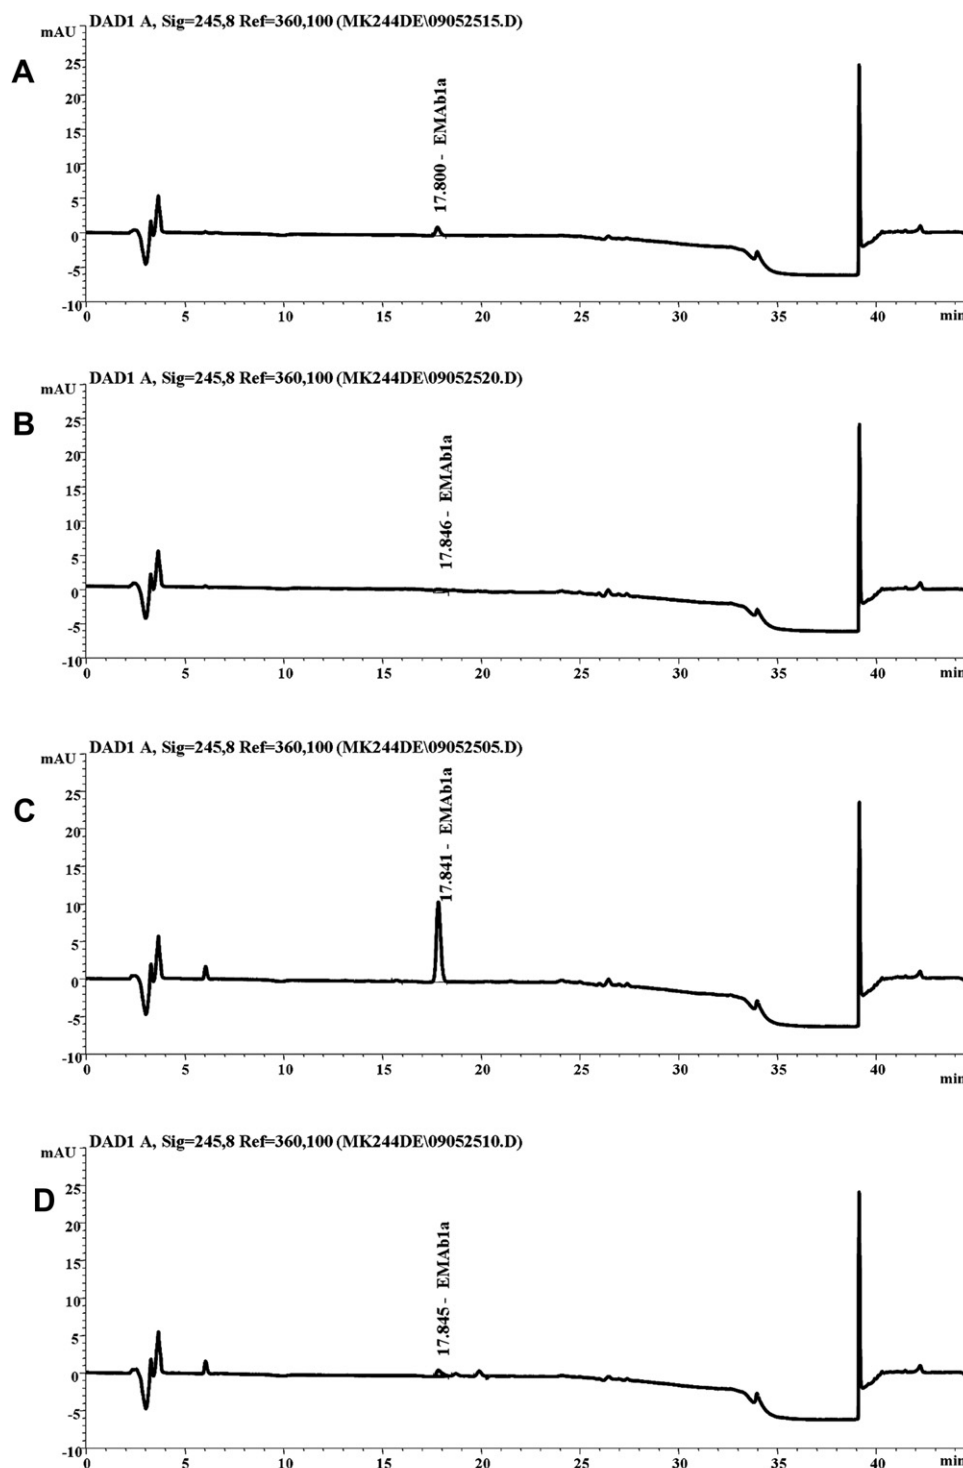 DAD1 A, Sig=245,8 Ref=360,100 (MK244DE\09052515.D)
mAU
A
25
20
15
10
5
0
-5
-10
17.800 - EMAb1a
0 5 10 15 20 25 30 35 40 min
DAD1 A, Sig=245,8 Ref=360,100 (MK244DE\09052520.D)
mAU
B
25
20
15
10
5
0
-5
-10
17.846 - EMAb1a
0 5 10 15 20 25 30 35 40 min
DAD1 A, Sig=245,8 Ref=360,100 (MK244DE\09052505.D)
mAU
C
25
20
15
10
5
0
-5
-10
17.841 - EMAb1a
0 5 10 15 20 25 30 35 40
min
DAD1 A, Sig=245,8 Ref=360,100 (MK244DE\09052510.D)
mAU
D
25
20
15
10
5
0
-5
-10
17.845 - EMAb1a
0 5 10 15 20 25 30 35 40 min